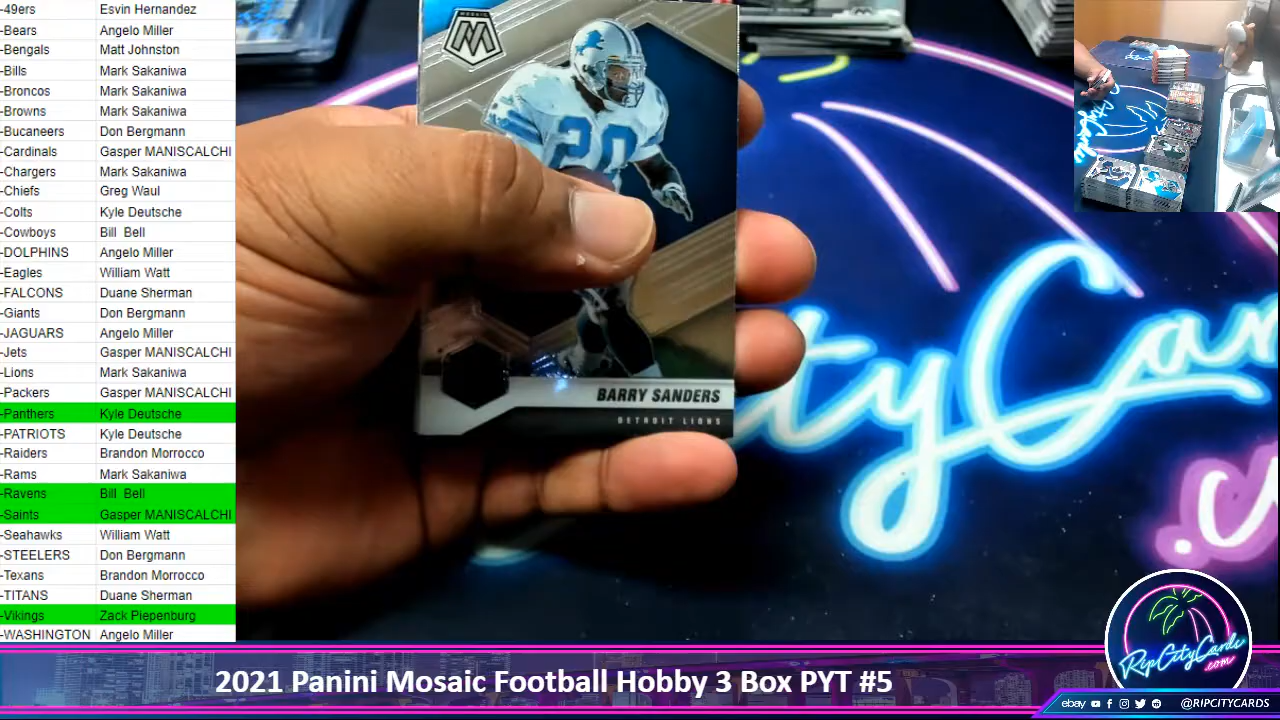 -49ers Esvin Hernandez
-Bears Angelo Miller
-Bengals Matt Johnston
-Bills Mark Sakaniwa
-Broncos Mark Sakaniwa
-Browns Mark Sakaniwa
-Bucaneers Don Bergmann
-Cardinals Gasper MANISCALCHI
-Chargers Mark Sakaniwa
-Chiefs Greg Waul
-Colts Kyle Deutsche
-Cowboys Bill Bell
-DOLPHINS Angelo Miller
-Eagles William Watt
-FALCONS Duane Sherman
-Giants Don Bergmann
-JAGUARS Angelo Miller
-Jets Gasper MANISCALCHI
-Lions Mark Sakaniwa
-Packers Gasper MANISCALCHI
-Panthers Kyle Deutsche
-PATRIOTS Kyle Deutsche
-Raiders Brandon Morrocco
-Rams Mark Sakaniwa
-Ravens Bill Bell
-Saints Gasper MANISCALCHI
-Seahawks William Watt
-STEELERS Don Bergmann
-Texans Brandon Morrocco
-TITANS Duane Sherman
-Vikings Zack Piepenburg
-WASHINGTON Angelo Miller
MOSAIC
20
BARRY SANDERS
DETROIT LIONS
RipCityCards
.com
2021 Panini Mosaic Football Hobby 3 Box PYT #5
ebay @RIPCITYCARDS